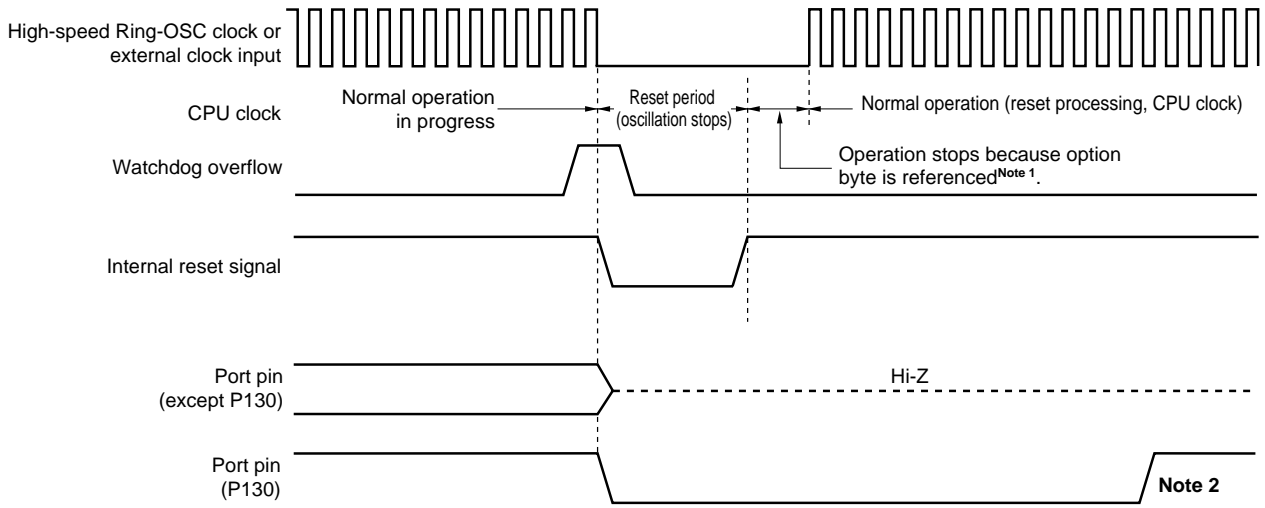 High-speed Ring-OSC clock or
external clock input
CPU clock
Normal operation
in progress
Reset period
(oscillation stops)
Normal operation (reset processing, CPU clock)
Operation stops because option
byte is referencedNote 1.
Watchdog overflow
Internal reset signal
Port pin
(except P130)
Hi-Z
Port pin
(P130)
Note 2